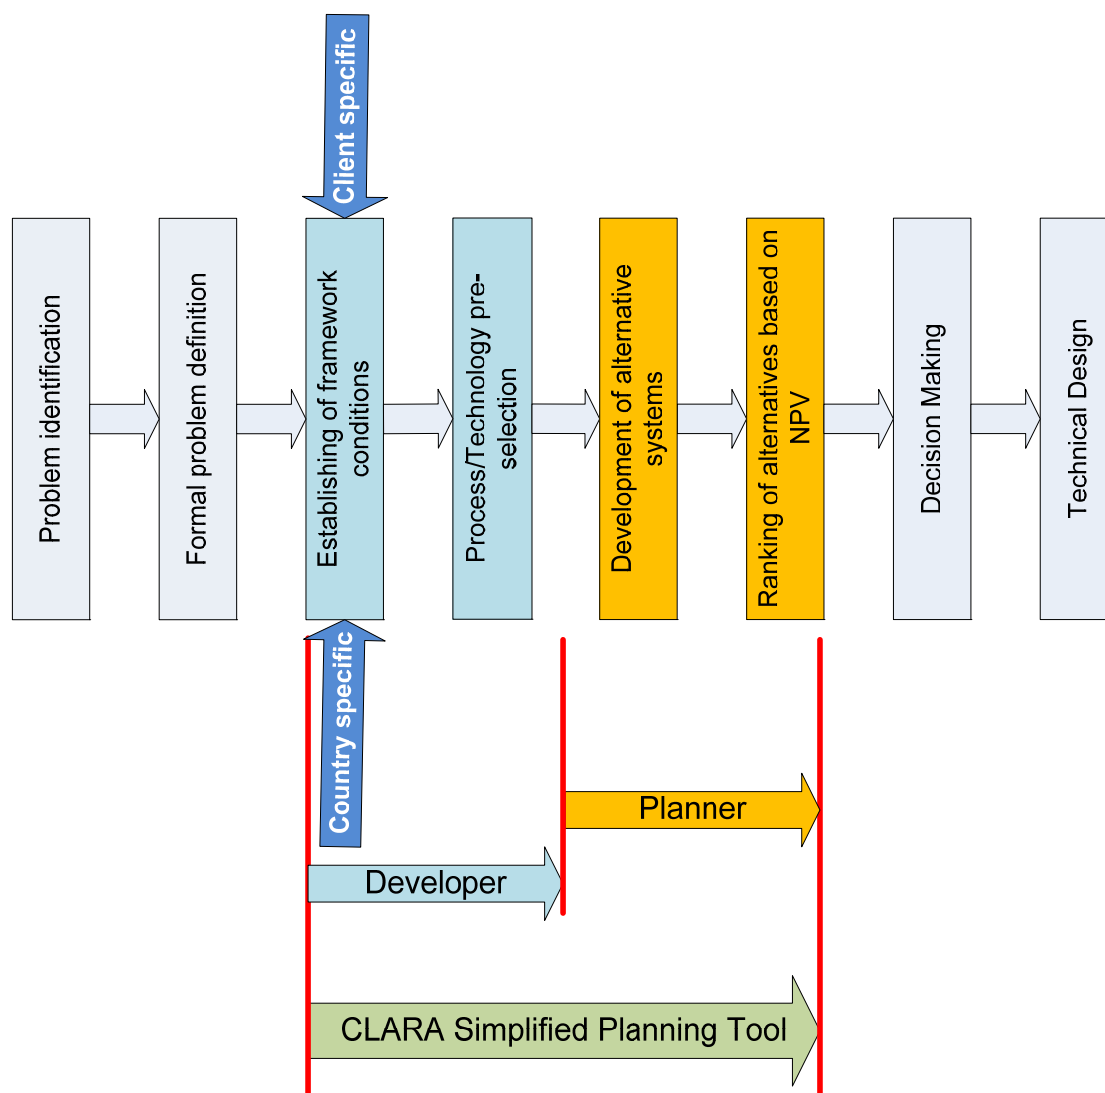 Client specific
Problem identification
Formal problem definition
Establishing of framework
conditions
Process/Technology pre-
selection
Development of alternative
systems
Ranking of alternatives based on
NPV
Decision Making
Technical Design
Country specific
Planner
Developer
CLARA Simplified Planning Tool